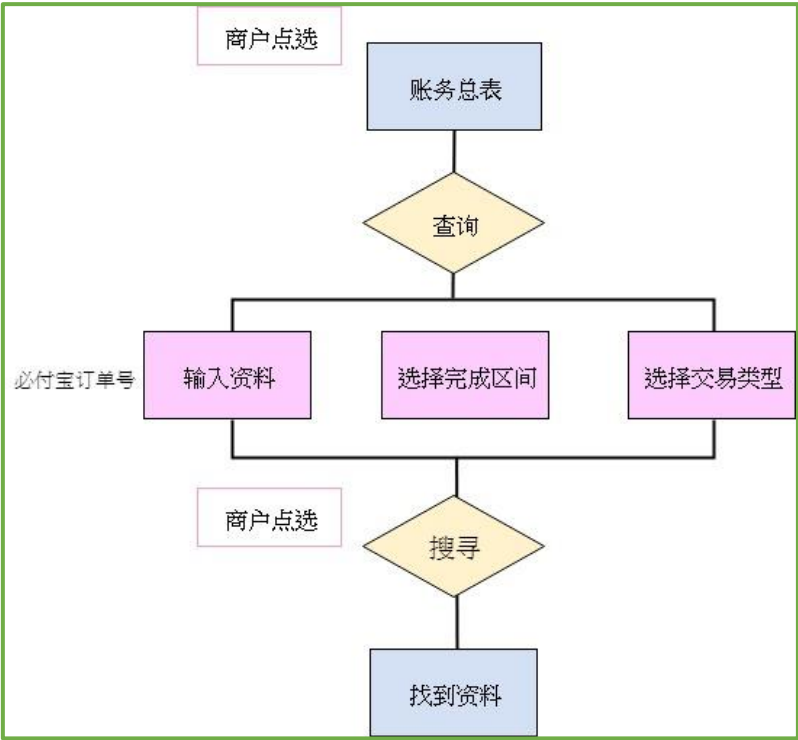 商户点选
账务总表
查询
必付宝订单号
输入资料
选择完成区间
选择交易类型
商户点选
搜寻
找到资料